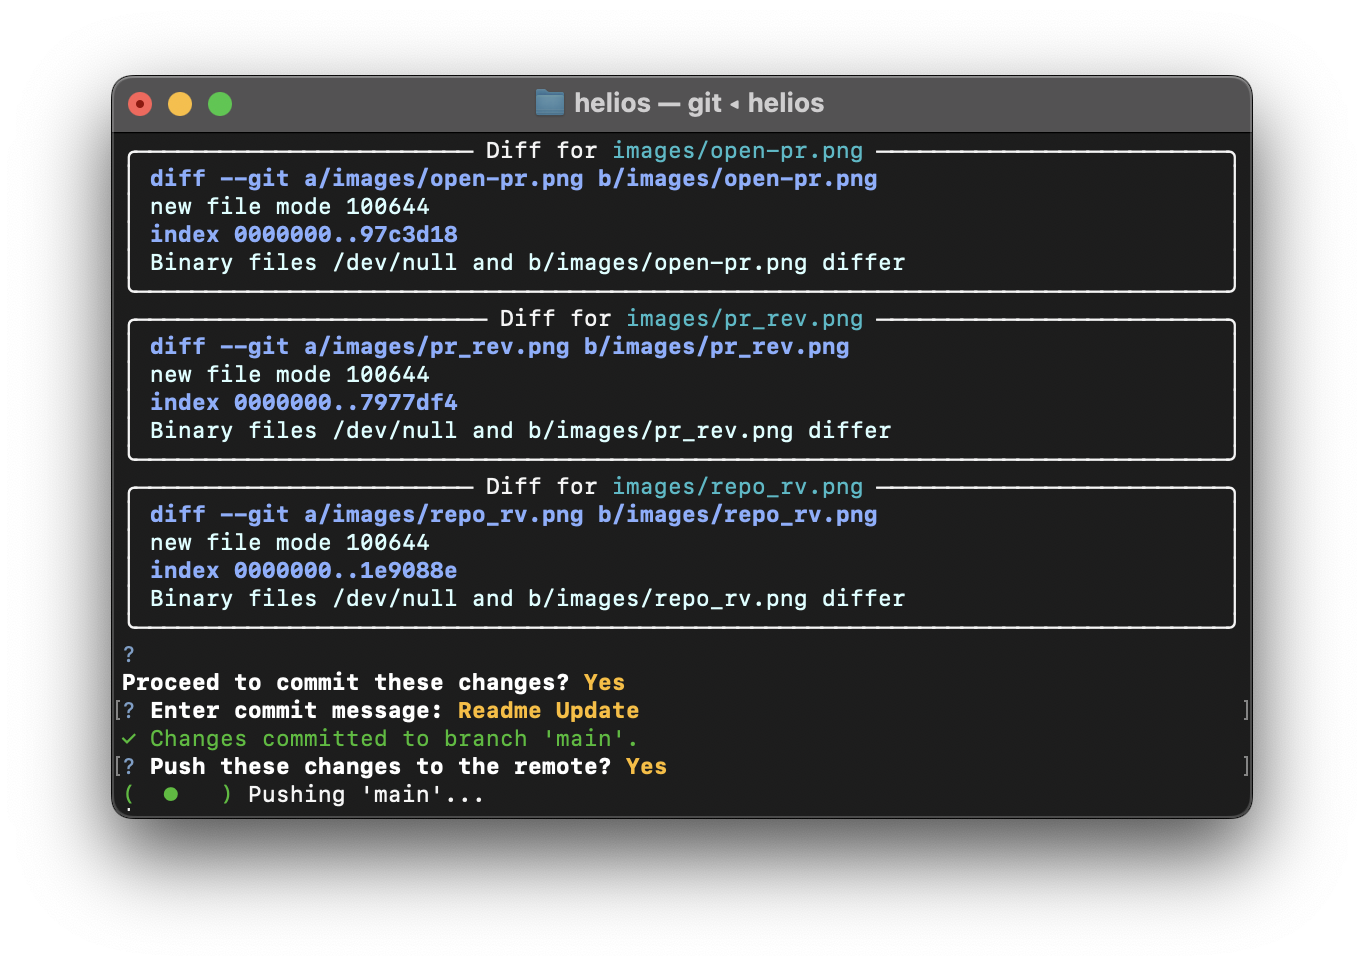 helios — git ◂ helios
Diff for images/open-pr.png
diff --git a/images/open-pr.png b/images/open-pr.png
new file mode 100644
index 0000000..97c3d18
Binary files /dev/null and b/images/open-pr.png differ
Diff for images/pr_rev.png
diff --git a/images/pr_rev.png b/images/pr_rev.png
new file mode 100644
index 0000000..7977df4
Binary files /dev/null and b/images/pr_rev.png differ
Diff for images/repo_rv.png
diff --git a/images/repo_rv.png b/images/repo_rv.png
new file mode 100644
index 0000000..1e9088e
Binary files /dev/null and b/images/repo_rv.png differ
?
Proceed to commit these changes? Yes
[? Enter commit message: Readme Update ]
✓ Changes committed to branch 'main'.
[? Push these changes to the remote? Yes ]
( ● ) Pushing 'main'...